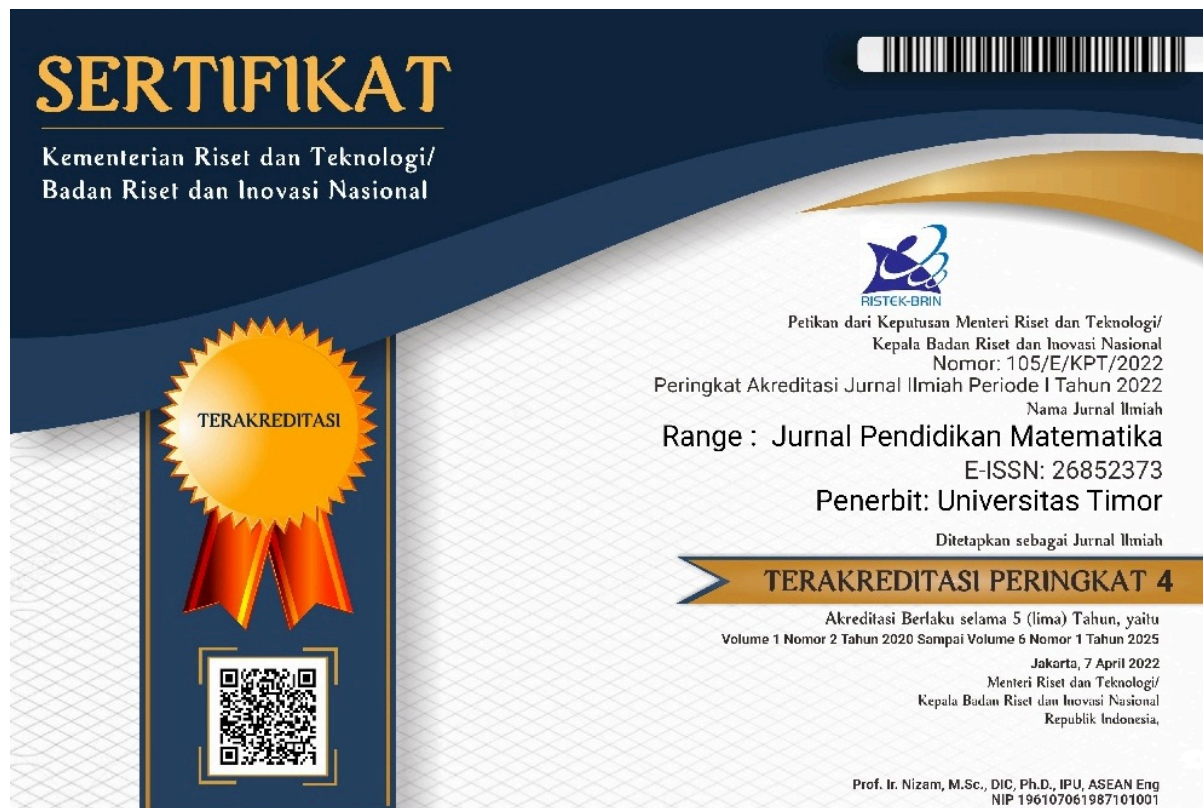 SERTIFIKAT
Kementerian Riset dan Teknologi/
Badan Riset dan Inovasi Nasional
RISTEK-BRIN
Petikan dari Keputusan Menteri Riset dan Teknologi/
Kepala Badan Riset dan Inovasi Nasional
Nomor: 105/E/KPT/2022
Peringkat Akreditasi Jurnal Ilmiah Periode I Tahun 2022
Nama Jurnal Ilmiah
Range : Jurnal Pendidikan Matematika
E-ISSN: 26852373
Penerbit: Universitas Timor
Ditetapkan sebagai Jurnal Ilmiah
TERAKREDITASI PERINGKAT 4
Akreditasi Berlaku selama 5 (lima) Tahun, yaitu
Volume 1 Nomor 2 Tahun 2020 Sampai Volume 6 Nomor 1 Tahun 2025
Jakarta, 7 April 2022
Menteri Riset dan Teknologi/
Kepala Badan Riset dan Inovasi Nasional
Republik Indonesia,
Prof. Ir. Nizam, M.Sc., DIC, Ph.D., IPU, ASEAN Eng
NIP 196107061987101001
TERAKREDITASI